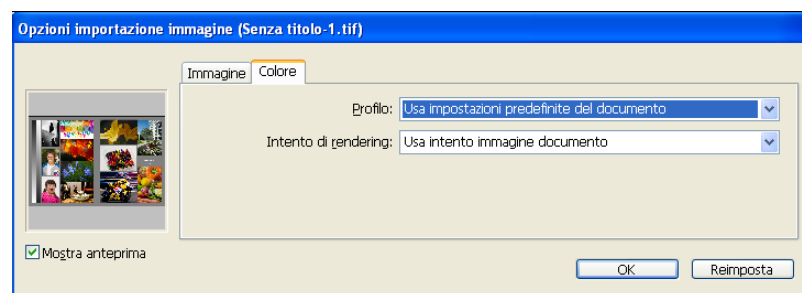 Opzioni importazione immagine (Senza titolo-1.tif)
Immagine Colore
Profilo: Usa impostazioni predefinite del documento
Intento di rendering: Usa intento immagine documento
Mostra anteprima
OK Reimposta